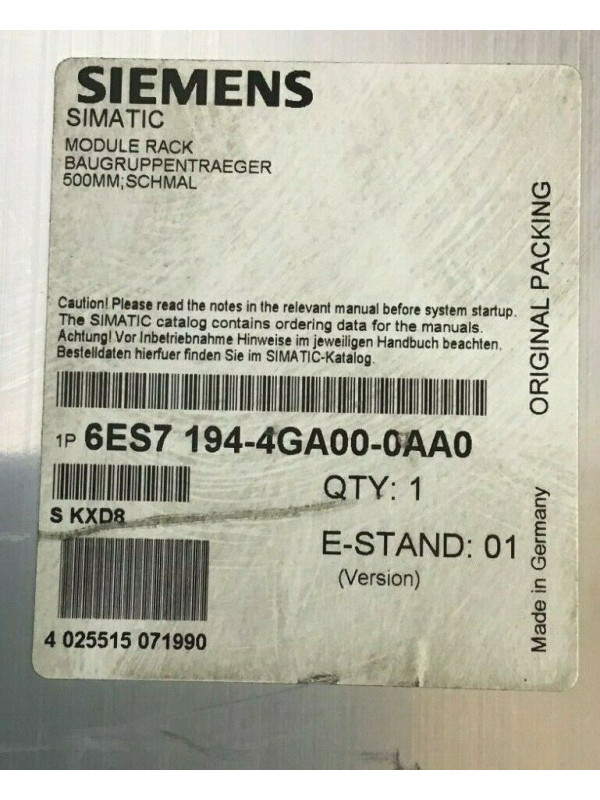 SIEMENS
SIMATIC
MODULE RACK
BAUGRUPPENTRAEGER
500MM;SCHMAL
Caution! Please read the notes in the relevant manual before system startup.
The SIMATIC catalog contains ordering data for the manuals.
Achtung! Vor Inbetriebnahme Hinweise im jeweiligen Handbuch beachten.
Bestelldaten hierfuer finden Sie im SIMATIC-Katalog.
1P 6ES7 194-4GA00-0AA0
QTY: 1
S KXD8
E-STAND: 01
(Version)
4 025515 071990
ORIGINAL PACKING
Made in Germany